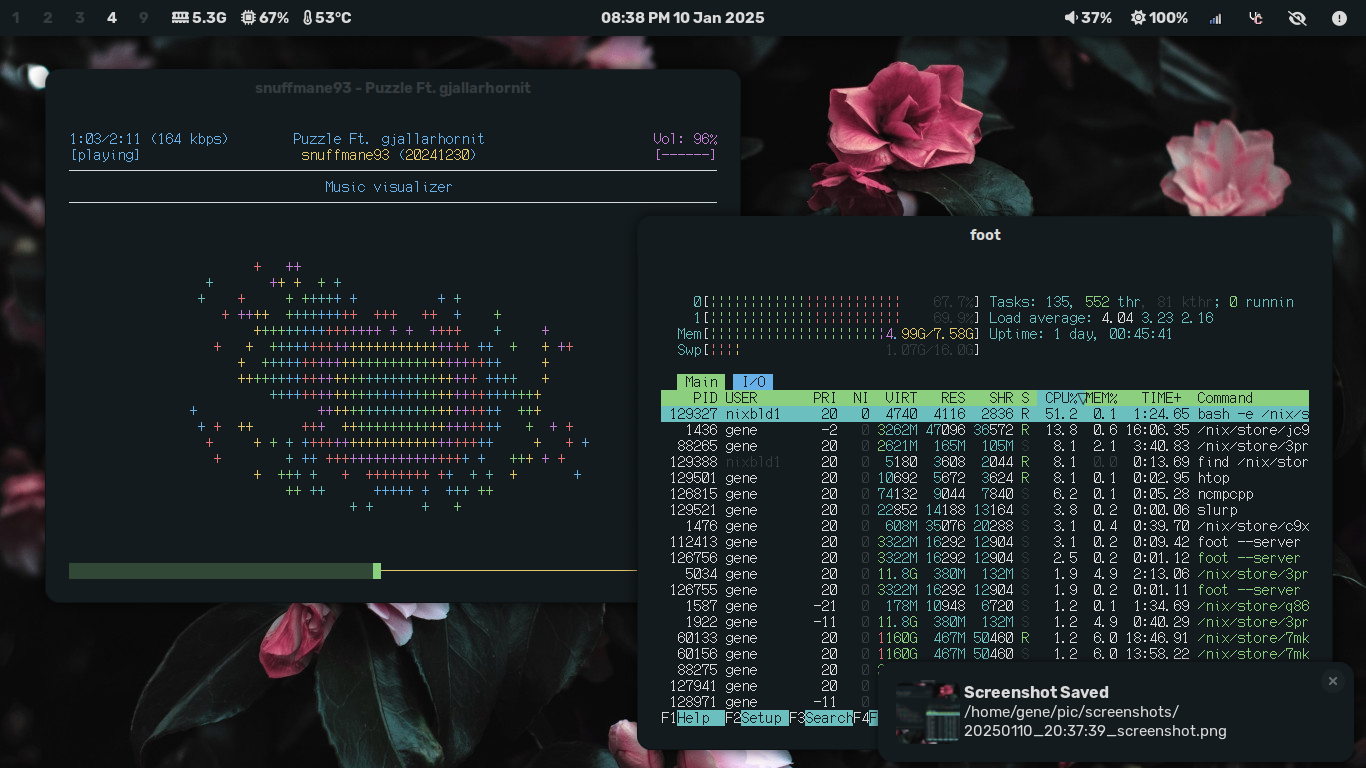 1 2 3 4 9 5.3G 67% 53°C 08:38 PM 10 Jan 2025 37% 100%
snuffmane93 - Puzzle Ft. gjallarhornit
1:03/2:11 (164 kbps) Puzzle Ft. gjallarhornit Vol: 96%
[playing] snuffmane93 (20241230) [------]
Music visualizer
foot
0[ 67.7%] Tasks: 135, 552 thr, 81 kthr; 0 runnin
1[ 69.9%] Load average: 4.04 3.23 2.16
Mem[ 4.99G/7.58G] Uptime: 1 day, 00:45:41
Swp[ 1.07G/16.0G]
Main I/O
PID USER PRI NI VIRT RES SHR S CPU%▽MEM% TIME+ Command
129327 nixbld1 20 0 4740 4116 2836 R 51.2 0.1 1:24.65 bash -e /nix/s
1436 gene -2 0 3262M 47096 36572 R 13.8 0.6 16:06.35 /nix/store/jc9
88265 gene 20 0 2621M 165M 105M S 8.1 2.1 3:40.83 /nix/store/3pr
129388 nixbld1 20 0 5180 3608 2044 R 8.1 0.0 0:13.69 find /nix/stor
129501 gene 20 0 10692 5672 3624 R 8.1 0.1 0:02.95 htop
126815 gene 20 0 74132 9044 7840 S 6.2 0.1 0:05.28 ncmpcpp
129521 gene 20 0 22852 14188 13164 S 3.8 0.2 0:00.06 slurp
1476 gene 20 0 608M 35076 20288 S 3.1 0.4 0:39.70 /nix/store/c9x
112413 gene 20 0 3322M 16292 12904 S 3.1 0.2 0:09.42 foot --server
126756 gene 20 0 3322M 16292 12904 S 2.5 0.2 0:01.12 foot --server
5034 gene 20 0 11.8G 380M 132M S 1.9 4.9 2:13.06 /nix/store/3pr
126755 gene 20 0 3322M 16292 12904 S 1.9 0.2 0:01.11 foot --server
1587 gene -21 0 178M 10948 6720 S 1.2 0.1 1:34.69 /nix/store/q86
1922 gene -11 0 11.8G 380M 132M S 1.2 4.9 0:40.29 /nix/store/3pr
60133 gene 20 0 1160G 467M 50460 R 1.2 6.0 18:46.91 /nix/store/7mk
60156 gene 20 0 1160G 467M 50460 S 1.2 6.0 13:58.22 /nix/store/7mk
88275 gene 20 0
127941 gene 20 0
128971 gene -11 0
F1Help F2Setup F3SearchF4F
Screenshot Saved
/home/gene/pic/screenshots/
20250110_20:37:39_screenshot.png